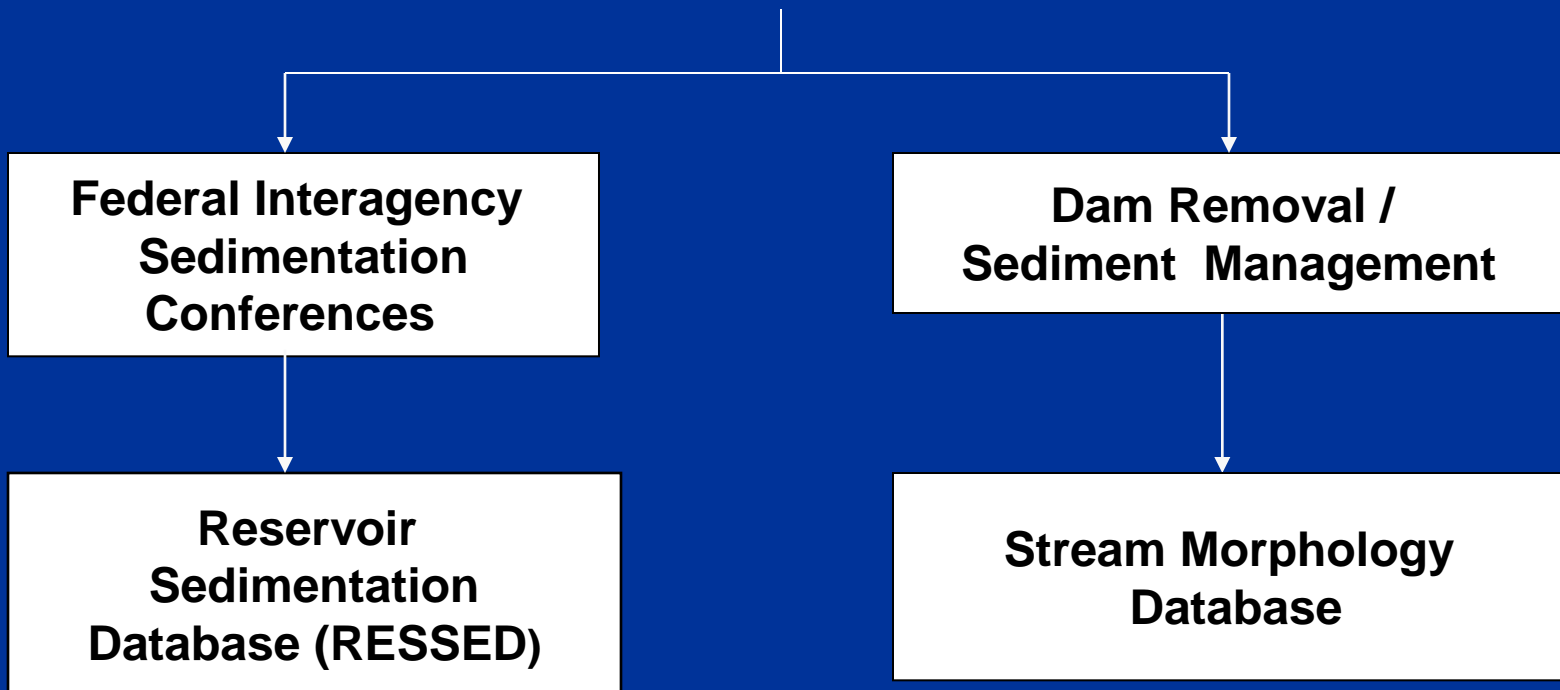 Federal Interagency
Sedimentation
Conferences
Dam Removal /
Sediment Management
Reservoir
Sedimentation
Database (RESSED)
Stream Morphology
Database